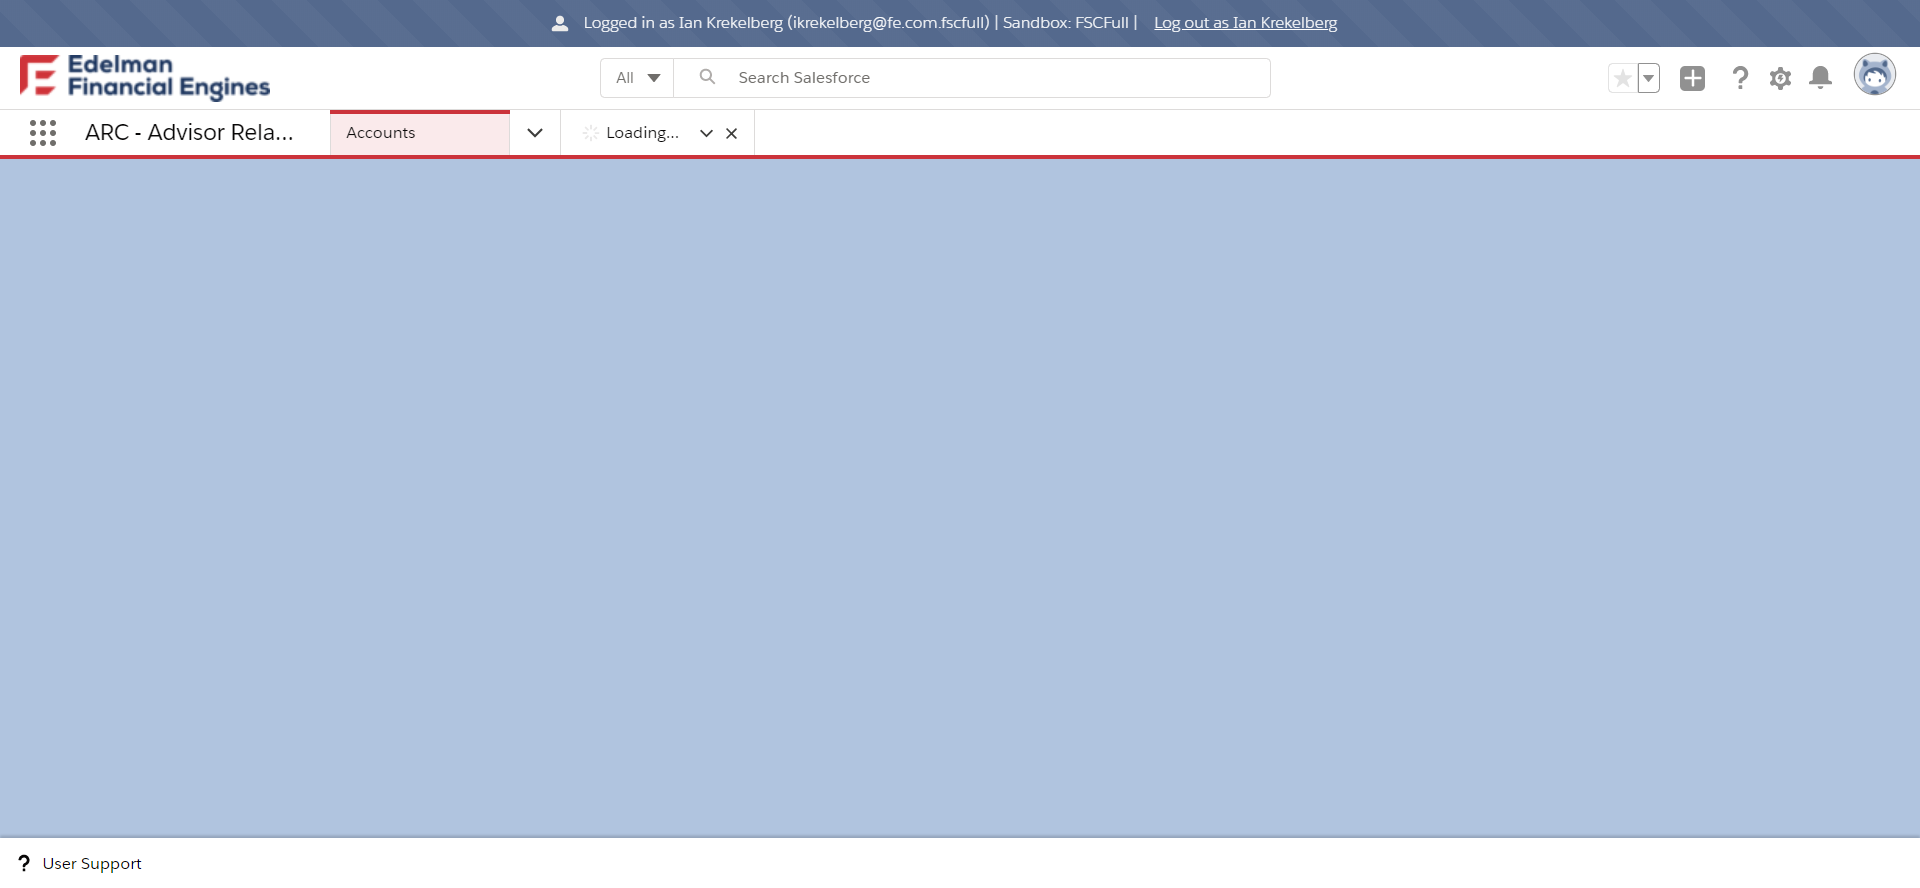 Logged in as Ian Krekelberg (ikrekelberg@fe.com.fscfull) | Sandbox: FSCFull | Log out as Ian Krekelberg
Edelman
Financial Engines
All
Search Salesforce
ARC - Advisor Rela...
Accounts
Loading...
User Support